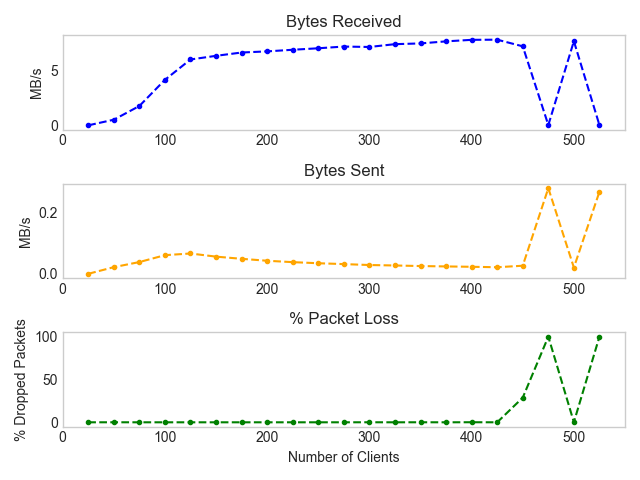 Bytes Received
MB/s
5
0
0 100 200 300 400 500
Bytes Sent
MB/s
0.2
0.0
0 100 200 300 400 500
% Packet Loss
% Dropped Packets
100
50
0
0 100 200 300 400 500
Number of Clients